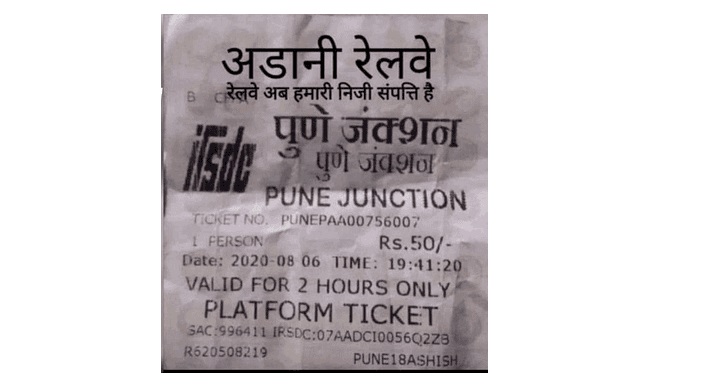 अडानी रेलवे
रेलवे अब हमारी निजी संपत्ति है
पुणे जंक्शन
irsdc
पुणे जंक्शन
PUNE JUNCTION
TICKET NO. PUNEPAA00756007
1 PERSON Rs.50/-
Date: 2020-08-06 TIME: 19:41:20
VALID FOR 2 HOURS ONLY
PLATFORM TICKET
SAC:996411 IRSDC:07AADCI0056Q2ZB
R620508219 PUNE18ASHISH